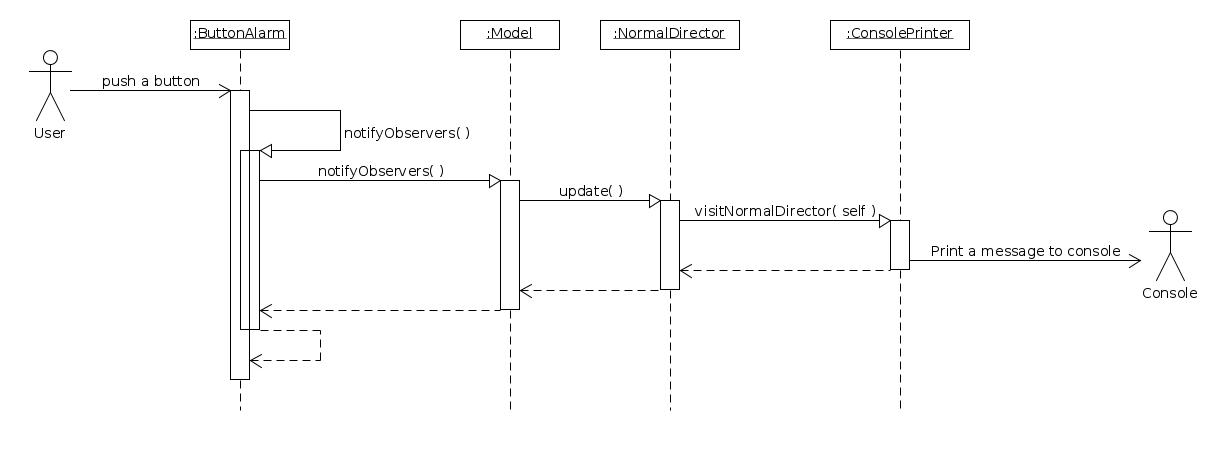 :ButtonAlarm
:Model
:NormalDirector
:ConsolePrinter
push a button
User
notifyObservers( )
notifyObservers( )
update( )
visitNormalDirector( self )
Print a message to console
Console